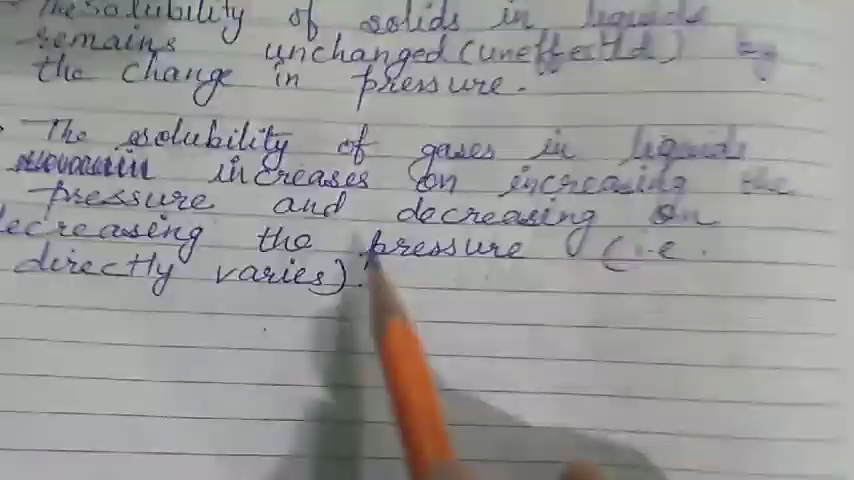 The solubility of solids in liquids
remains unchanged (uneffectd) by
the change in pressure.
The solubility of gases in liquids
increases on increasing the
pressure and decreasing on
decreasing the pressure (i.e.
directly varies).